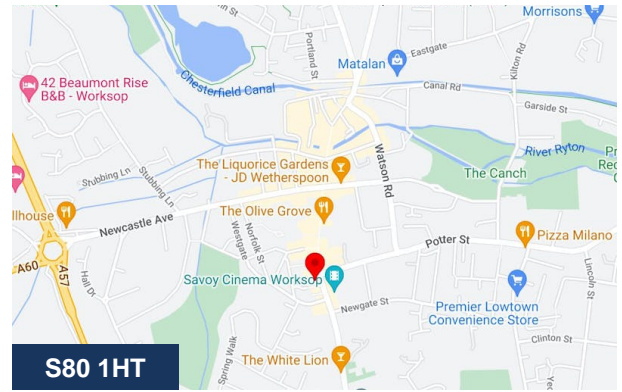 Morrisons
Portland St
Eastgate
Matalan
Kilton Rd
42 Beaumont Rise
B&B - Worksop
Chesterfield Canal
Canal Rd
Garside St
River Ryton
The Liquorice Gardens
- JD Wetherspoon
Watson Rd
The Canch
Stubbing Ln
Stubbing Ln
llhouse
Newcastle Ave
The Olive Grove
Westgate
Norfolk St
Potter St
Pizza Milano
A60
A57
Hall D
Savoy Cinema Worksop
Newgate St
Lincoln St
Premier Lowtown
Convenience Store
Clinton St
Spring Walk
The White Lion
S80 1HT